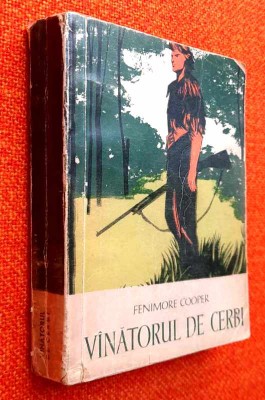 FENIMORE COOPER
VÎNĂTORUL DE CERBI